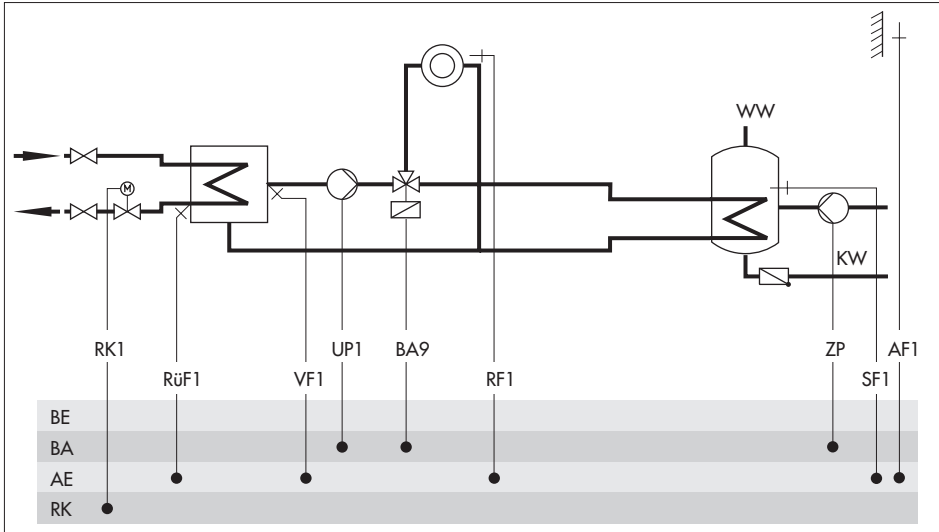 WW
M
KW
RK1 UP1 BA9 ZP AF1
RüF1 VF1 RF1 SF1
BE
BA
AE
RK